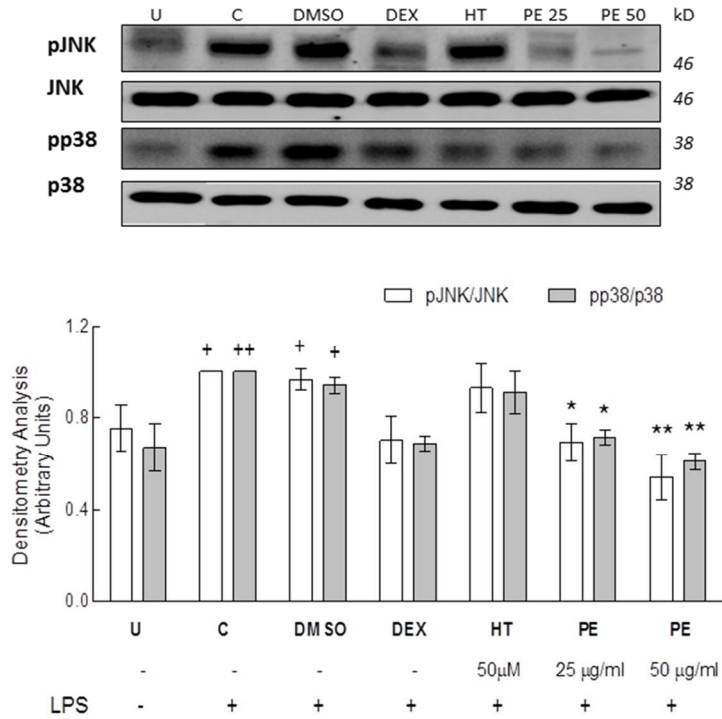 U C DMSO DEX HT PE 25 PE 50 kD
pJNK 46
JNK 46
pp38 38
p38 38
pJNK/JNK pp38/p38
Densitometry Analysis
(Arbitrary Units)
1.2
+ ++ + +
0.8
* * ** **
0.4
0.0
U C DMSO DEX HT PE PE
- - - - 50μM 25 μg/ml 50 μg/ml
LPS - + + + + + +